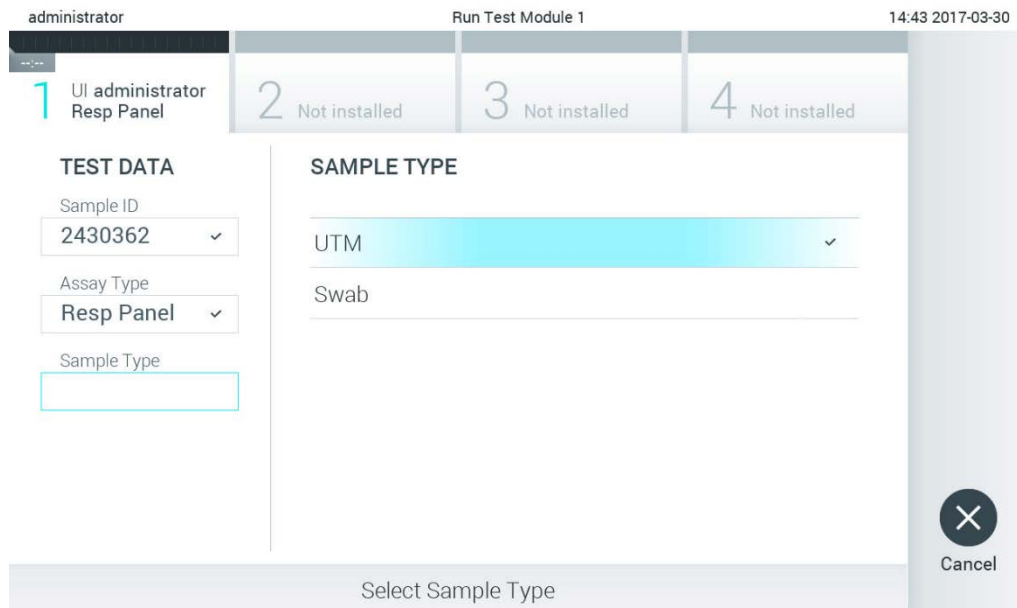 administrator
Run Test Module 1
14:43 2017-03-30
--:--
1
UI administrator
Resp Panel
2 Not installed
3 Not installed
4 Not installed
TEST DATA
Sample ID
2430362
Assay Type
Resp Panel
Sample Type
SAMPLE TYPE
UTM
Swab
Cancel
Select Sample Type